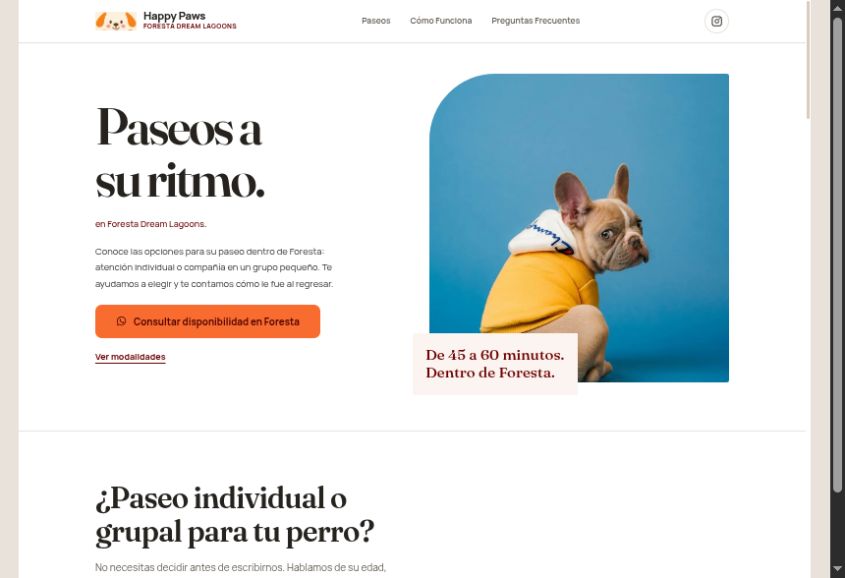 Happy Paws
FORESTA DREAM LAGOONS
Paseos
Cómo Funciona
Preguntas Frecuentes
Paseos a
su ritmo.
en Foresta Dream Lagoons.
Conoce las opciones para su paseo dentro de Foresta:
atención individual o compañía en un grupo pequeño. Te
ayudamos a elegir y te contamos cómo le fue al regresar.
Consultar disponibilidad en Foresta
Ver modalidades
Champ
De 45 a 60 minutos.
Dentro de Foresta.
¿Paseo individual o
grupal para tu perro?
No necesitas decidir antes de escribirnos. Hablamos de su edad,